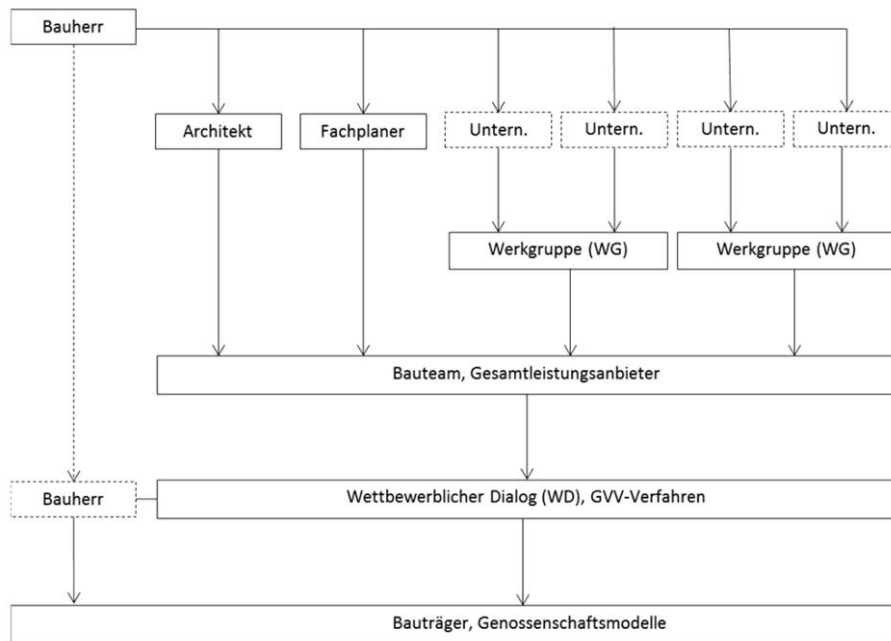 Bauherr
Architekt
Fachplaner
Untern.
Untern.
Untern.
Untern.
Werkgruppe (WG)
Werkgruppe (WG)
Bauteam, Gesamtleistungsanbieter
Bauherr
Wettbewerblicher Dialog (WD), GVV-Verfahren
Bauträger, Genossenschaftsmodelle